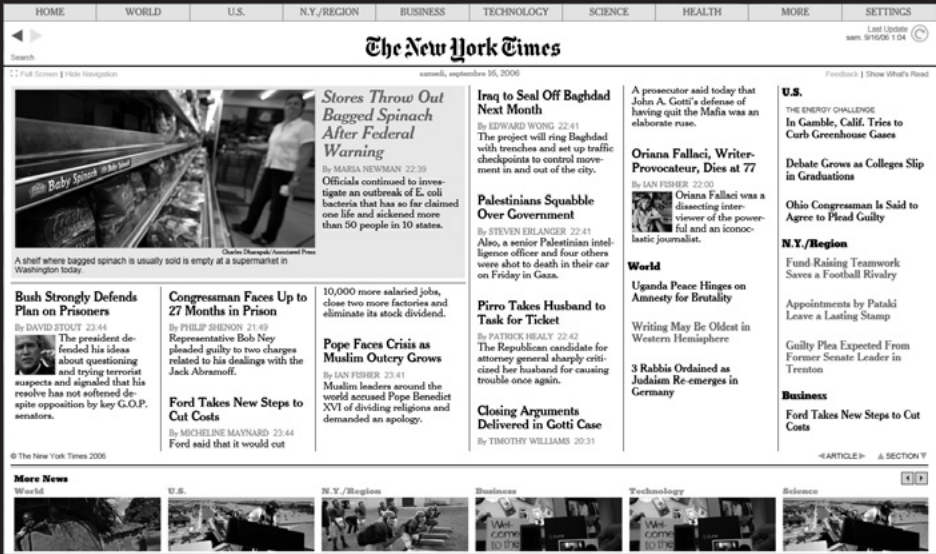 HOME
WORLD
U.S.
N.Y./REGION
BUSINESS
TECHNOLOGY
SCIENCE
HEALTH
MORE
SETTINGS
Search
The New York Times
Last Update
sam. 9/16/06 1:04
Full Screen | Hide Navigation
samedi, septembre 16, 2006
Feedback | Show What's Read
Baby Spinach
Charles Dharapak/Associated Press
A shelf where bagged spinach is usually sold is empty at a supermarket in
Washington today.
Stores Throw Out
Bagged Spinach
After Federal
Warning
By MARIA NEWMAN 22:39
Officials continued to inves-
tigate an outbreak of E. coli
bacteria that has so far claimed
one life and sickened more
than 50 people in 10 states.
Bush Strongly Defends
Plan on Prisoners
By DAVID STOUT 23:44
The president de-
fended his ideas
about questioning
and trying terrorist
suspects and signaled that his
resolve has not softened de-
spite opposition by key G.O.P.
senators.
Congressman Faces Up to
27 Months in Prison
By PHILIP SHENON 21:49
Representative Bob Ney
pleaded guilty to two charges
related to his dealings with the
Jack Abramoff.
Ford Takes New Steps to
Cut Costs
By MICHELINE MAYNARD 23:44
Ford said that it would cut
10,000 more salaried jobs,
close two more factories and
eliminate its stock dividend.
Pope Faces Crisis as
Muslim Outcry Grows
By IAN FISHER 23:41
Muslim leaders around the
world accused Pope Benedict
XVI of dividing religions and
demanded an apology.
Iraq to Seal Off Baghdad
Next Month
By EDWARD WONG 22:41
The project will ring Baghdad
with trenches and set up traffic
checkpoints to control move-
ment in and out of the city.
Palestinians Squabble
Over Government
By STEVEN ERLANGER 22:41
Also, a senior Palestinian intel-
ligence officer and four others
were shot to death in their car
on Friday in Gaza.
Pirro Takes Husband to
Task for Ticket
By PATRICK HEALY 22:42
The Republican candidate for
attorney general sharply criti-
cized her husband for causing
trouble once again.
Closing Arguments
Delivered in Gotti Case
By TIMOTHY WILLIAMS 20:31
A prosecutor said today that
John A. Gotti's defense of
having quit the Mafia was an
elaborate ruse.
Oriana Fallaci, Writer-
Provocateur, Dies at 77
By IAN FISHER 22:00
Oriana Fallaci was a
dissecting inter-
viewer of the power-
ful and an iconoc-
lastic journalist.
World
Uganda Peace Hinges on
Amnesty for Brutality
Writing May Be Oldest in
Western Hemisphere
3 Rabbis Ordained as
Judaism Re-emerges in
Germany
U.S.
THE ENERGY CHALLENGE
In Gamble, Calif. Tries to
Curb Greenhouse Gases
Debate Grows as Colleges Slip
in Graduations
Ohio Congressman Is Said to
Agree to Plead Guilty
N.Y./Region
Fund-Raising Teamwork
Saves a Football Rivalry
Appointments by Pataki
Leave a Lasting Stamp
Guilty Plea Expected From
Former Senate Leader in
Trenton
Business
Ford Takes New Steps to Cut
Costs
© The New York Times 2006
ARTICLE
SECTION
More News
World
U.S.
N.Y./Region
Business
Technology
Science
Wel-
come
to the
Wel-
come
to the